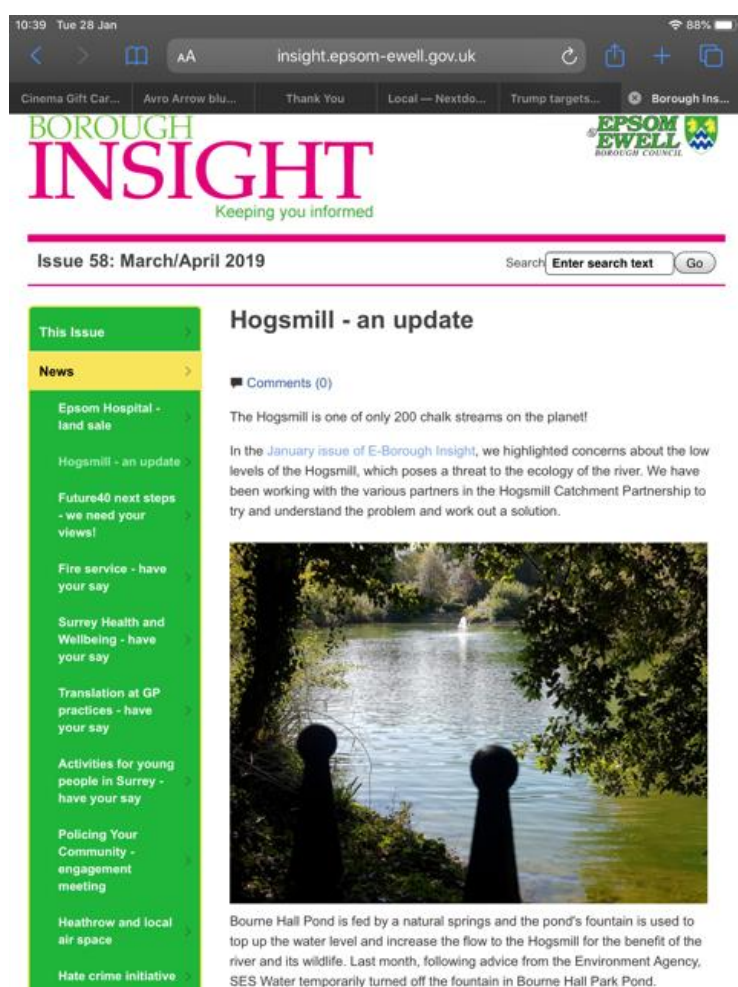 10:39 Tue 28 Jan
88%
AA
insight.epsom-ewell.gov.uk
Cinema Gift Car...
Avro Arrow blu...
Thank You
Local — Nextdo...
Trump targets...
Borough Ins...
BOROUGH
INSIGHT
Keeping you informed
EPSOM
& EWELL
BOROUGH COUNCIL
Issue 58: March/April 2019
Search
Enter search text
Go
This Issue
News
Epsom Hospital -
land sale
Hogsmill - an update
Future40 next steps
- we need your
views!
Fire service - have
your say
Surrey Health and
Wellbeing - have
your say
Translation at GP
practices - have
your say
Activities for young
people in Surrey -
have your say
Policing Your
Community -
engagement
meeting
Heathrow and local
air space
Hate crime initiative
Hogsmill - an update
Comments (0)
The Hogsmill is one of only 200 chalk streams on the planet!
In the January issue of E-Borough Insight, we highlighted concerns about the low
levels of the Hogsmill, which poses a threat to the ecology of the river. We have
been working with the various partners in the Hogsmill Catchment Partnership to
try and understand the problem and work out a solution.
Bourne Hall Pond is fed by a natural springs and the pond's fountain is used to
top up the water level and increase the flow to the Hogsmill for the benefit of the
river and its wildlife. Last month, following advice from the Environment Agency,
SES Water temporarily turned off the fountain in Bourne Hall Park Pond.